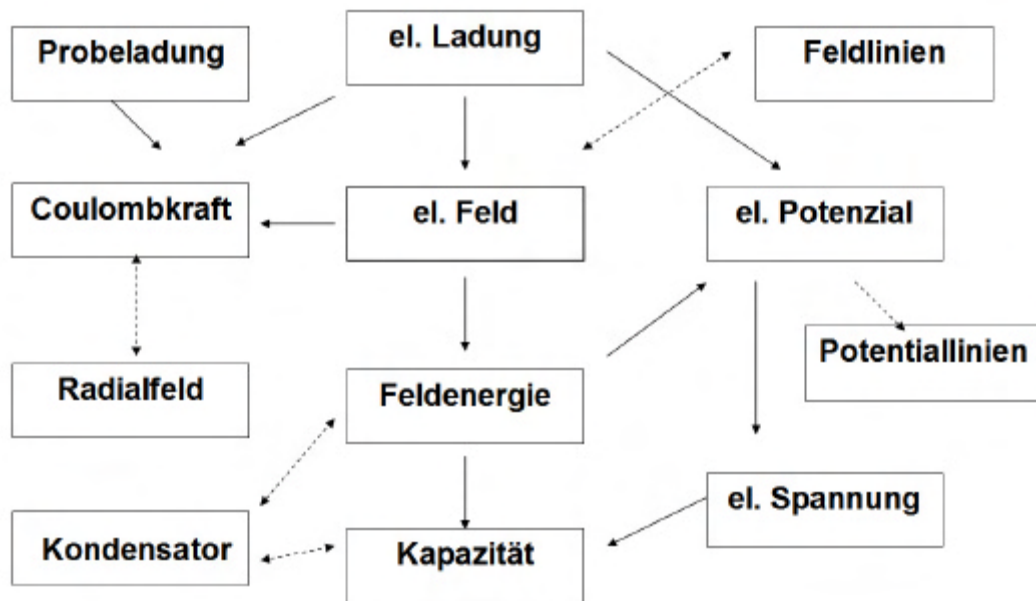 Probeladung
el. Ladung
Feldlinien
Coulombkraft
el. Feld
el. Potenzial
Potentiallinien
Radialfeld
Feldenergie
el. Spannung
Kondensator
Kapazität